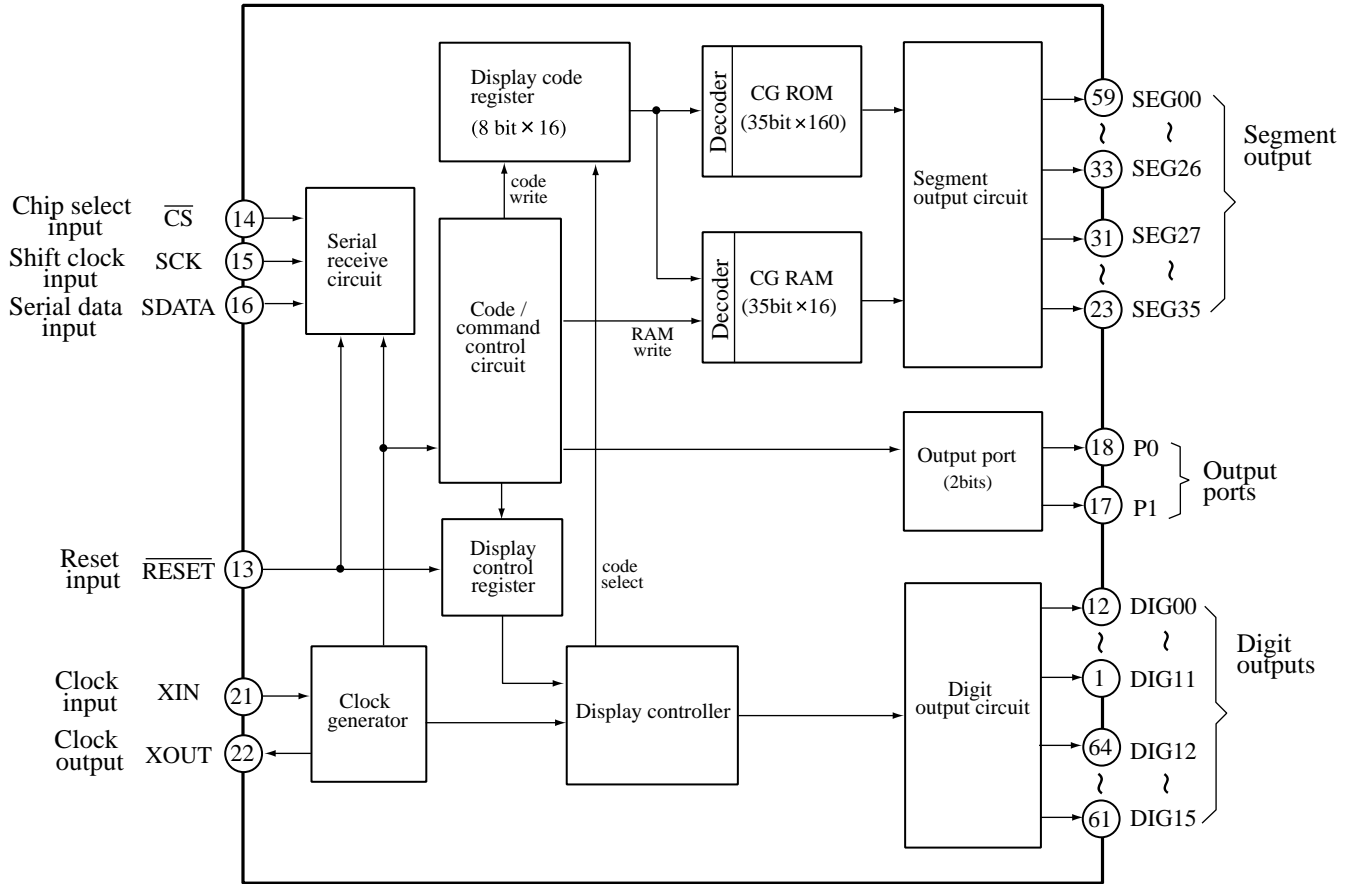 Chip select
input
CS
14
Shift clock
input
SCK
15
Serial data
input
SDATA
16
Reset
input
RESET
13
Clock
input
XIN
21
Clock
output
XOUT
22
Serial
receive
circuit
Clock
generator
Display code
register
(8 bit × 16)
code
write
Code /
command
control
circuit
RAM
write
Display
control
register
code
select
Display controller
Decoder
CG ROM
(35bit×160)
Decoder
CG RAM
(35bit×16)
Segment
output circuit
Output port
(2bits)
Digit
output circuit
59
SEG00
~
~
33
SEG26
31
SEG27
~
~
23
SEG35
Segment
output
18
P0
17
P1
Output
ports
12
DIG00
~
~
1
DIG11
64
DIG12
~
~
61
DIG15
Digit
outputs